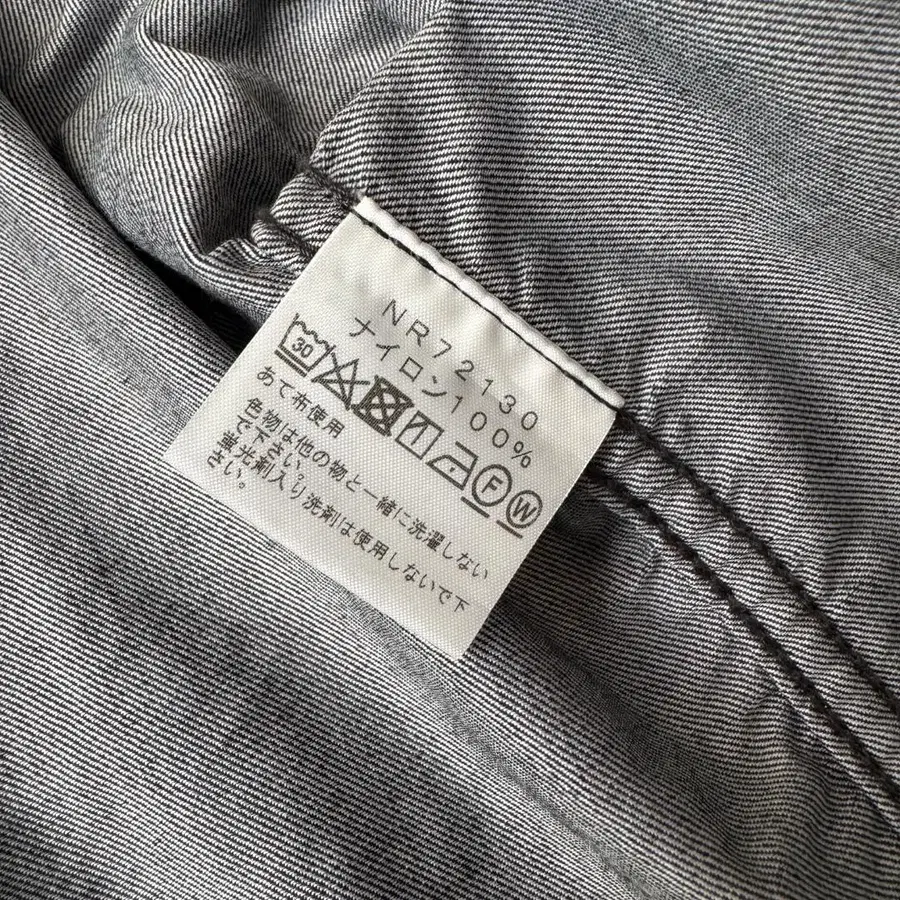 NR72130
ナイロン100%
30 F W
あて布使用
色物は他の物と一緒に洗濯しない
で下さい。
蛍光剤入り洗剤は使用しないで下
さい。